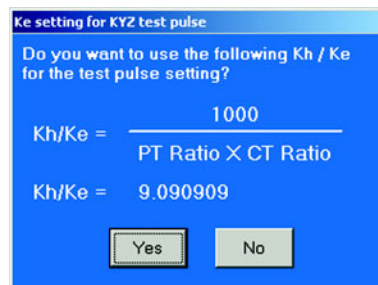 Ke setting for KYZ test pulse
Do you want to use the following Kh / Ke
for the test pulse setting?
1000
Kh/Ke =
PT Ratio X CT Ratio
Kh/Ke = 9.090909
Yes No